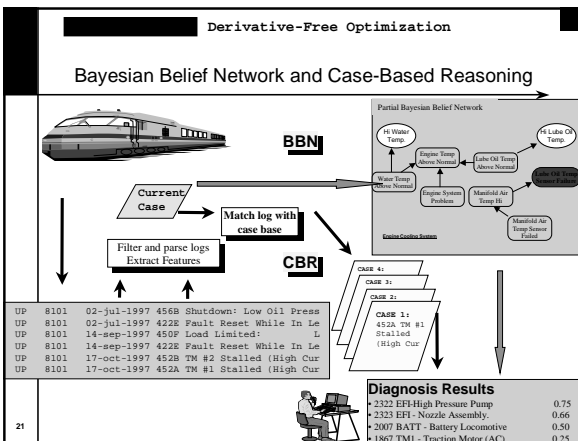 Derivative-Free Optimization
Bayesian Belief Network and Case-Based Reasoning
Partial Bayesian Belief Network
Hi Water
Temp.
Hi Lube Oil
Temp.
Engine Temp
Above Normal
Lube Oil Temp
Above Normal
Water Temp
Above Normal
Engine System
Problem
Manifold Air
Temp Hi
Lube Oil Temp
Sensor Failure
Manifold Air
Temp Sensor
Failed
Engine Cooling System
BBN
Current
Case
Match log with
case base
Filter and parse logs
Extract Features
CBR
CASE 4:
CASE 3:
CASE 2:
CASE 1:
452A TM #1
Stalled
(High Cur
UP 8101 02-jul-1997 456B Shutdown: Low Oil Press
UP 8101 02-jul-1997 422E Fault Reset While In Le
UP 8101 14-sep-1997 450F Load Limited: L
UP 8101 14-sep-1997 422E Fault Reset While In Le
UP 8101 17-oct-1997 452B TM #2 Stalled (High Cur
UP 8101 17-oct-1997 452A TM #1 Stalled (High Cur
Diagnosis Results
• 2322 EFI-High Pressure Pump 0.75
• 2323 EFI - Nozzle Assembly. 0.66
• 2007 BATT - Battery Locomotive 0.50
• 1867 TM1 - Traction Motor (AC) 0.25
21